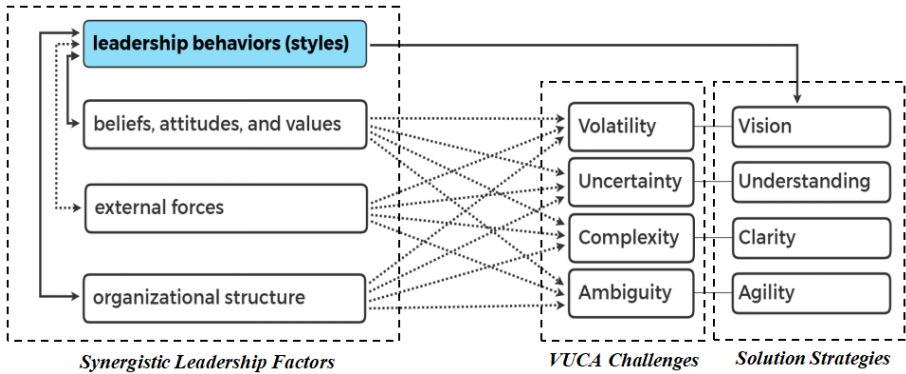 leadership behaviors (styles)
beliefs, attitudes, and values
external forces
organizational structure
Synergistic Leadership Factors
Volatility
Uncertainty
Complexity
Ambiguity
VUCA Challenges
Vision
Understanding
Clarity
Agility
Solution Strategies